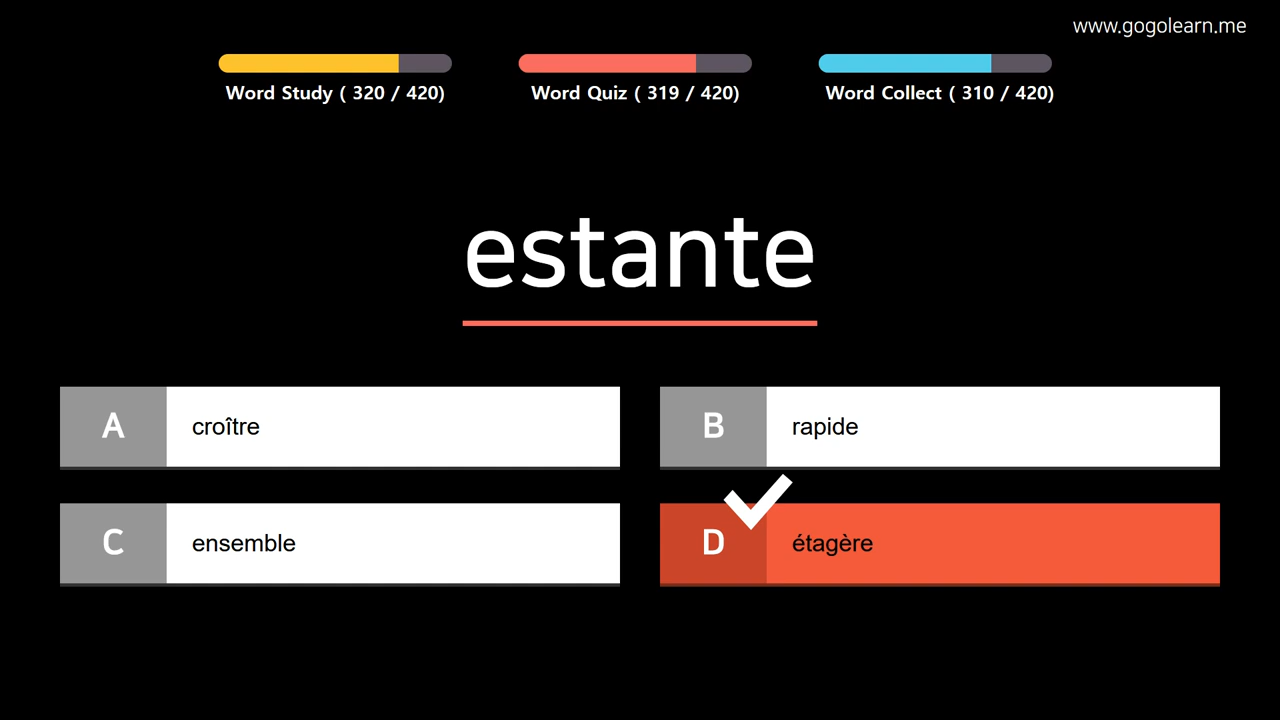 www.gogolearn.me
Word Study ( 320 / 420)
Word Quiz ( 319 / 420)
Word Collect ( 310 / 420)
estante
A croître
B rapide
C ensemble
D étagère